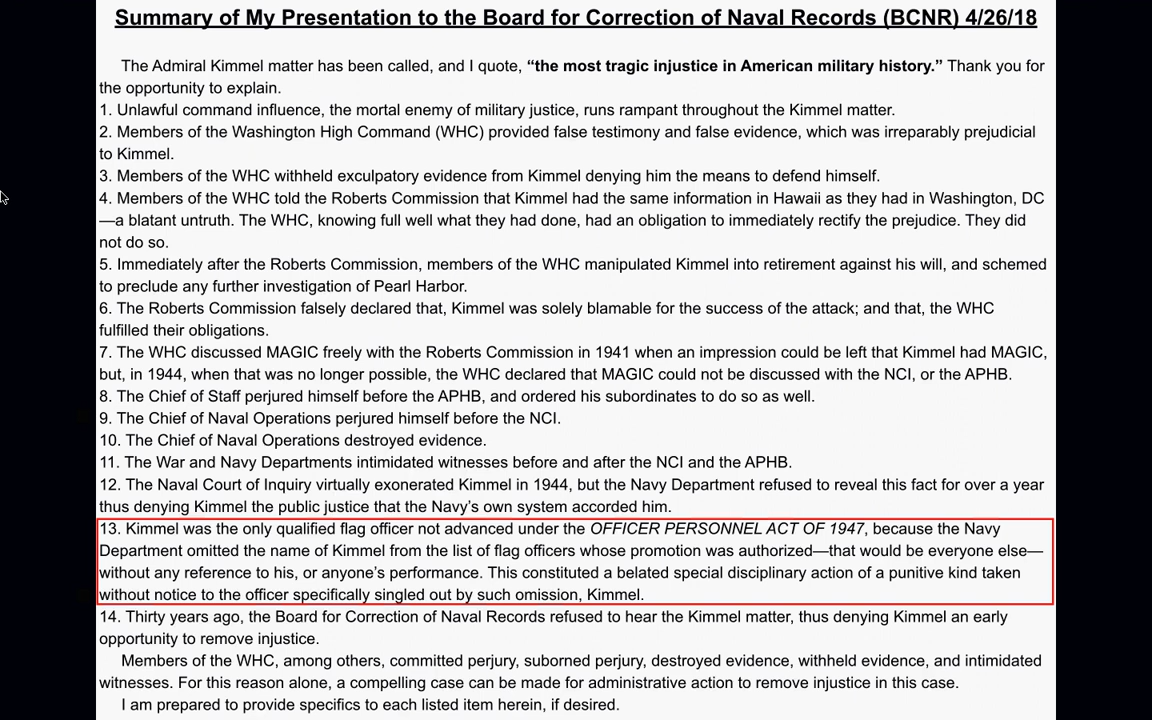 Summary of My Presentation to the Board for Correction of Naval Records (BCNR) 4/26/18
The Admiral Kimmel matter has been called, and I quote, “the most tragic injustice in American military history.” Thank you for
the opportunity to explain.
1. Unlawful command influence, the mortal enemy of military justice, runs rampant throughout the Kimmel matter.
2. Members of the Washington High Command (WHC) provided false testimony and false evidence, which was irreparably prejudicial
to Kimmel.
3. Members of the WHC withheld exculpatory evidence from Kimmel denying him the means to defend himself.
4. Members of the WHC told the Roberts Commission that Kimmel had the same information in Hawaii as they had in Washington, DC
—a blatant untruth. The WHC, knowing full well what they had done, had an obligation to immediately rectify the prejudice. They did
not do so.
5. Immediately after the Roberts Commission, members of the WHC manipulated Kimmel into retirement against his will, and schemed
to preclude any further investigation of Pearl Harbor.
6. The Roberts Commission falsely declared that, Kimmel was solely blamable for the success of the attack; and that, the WHC
fulfilled their obligations.
7. The WHC discussed MAGIC freely with the Roberts Commission in 1941 when an impression could be left that Kimmel had MAGIC,
but, in 1944, when that was no longer possible, the WHC declared that MAGIC could not be discussed with the NCI, or the APHB.
8. The Chief of Staff perjured himself before the APHB, and ordered his subordinates to do so as well.
9. The Chief of Naval Operations perjured himself before the NCI.
10. The Chief of Naval Operations destroyed evidence.
11. The War and Navy Departments intimidated witnesses before and after the NCI and the APHB.
12. The Naval Court of Inquiry virtually exonerated Kimmel in 1944, but the Navy Department refused to reveal this fact for over a year
thus denying Kimmel the public justice that the Navy’s own system accorded him.
13. Kimmel was the only qualified flag officer not advanced under the OFFICER PERSONNEL ACT OF 1947, because the Navy
Department omitted the name of Kimmel from the list of flag officers whose promotion was authorized—that would be everyone else—
without any reference to his, or anyone’s performance. This constituted a belated special disciplinary action of a punitive kind taken
without notice to the officer specifically singled out by such omission, Kimmel.
14. Thirty years ago, the Board for Correction of Naval Records refused to hear the Kimmel matter, thus denying Kimmel an early
opportunity to remove injustice.
Members of the WHC, among others, committed perjury, suborned perjury, destroyed evidence, withheld evidence, and intimidated
witnesses. For this reason alone, a compelling case can be made for administrative action to remove injustice in this case.
I am prepared to provide specifics to each listed item herein, if desired.